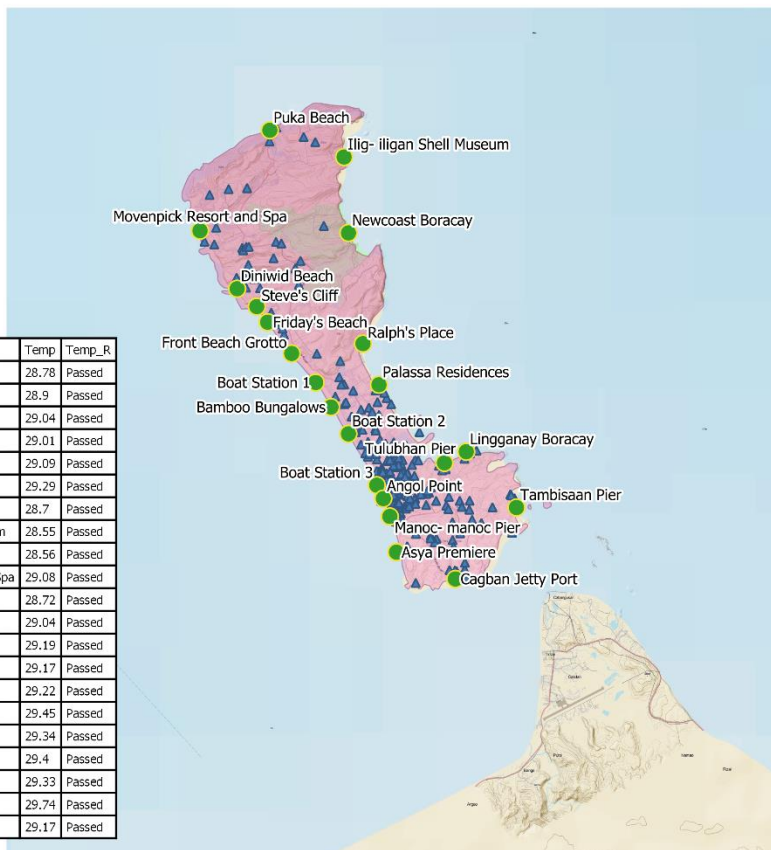 Puka Beach
Ilig- iligan Shell Museum
Movenpick Resort and Spa
Newcoast Boracay
Diniwid Beach
Steve's Cliff
Friday's Beach
Ralph's Place
Front Beach Grotto
Palassa Residences
Boat Station 1
Bamboo Bungalows
Boat Station 2
Lingganay Boracay
Tulubhan Pier
Boat Station 3
Angol Point
Tambisaan Pier
Manoc- manoc Pier
Asya Premiere
Cagban Jetty Port
Temp Temp_R
28.78 Passed
28.9 Passed
29.04 Passed
29.01 Passed
29.09 Passed
29.29 Passed
28.7 Passed
m 28.55 Passed
28.56 Passed
Spa 29.08 Passed
28.72 Passed
29.04 Passed
29.19 Passed
29.17 Passed
29.22 Passed
29.45 Passed
29.34 Passed
29.4 Passed
29.33 Passed
29.74 Passed
29.17 Passed